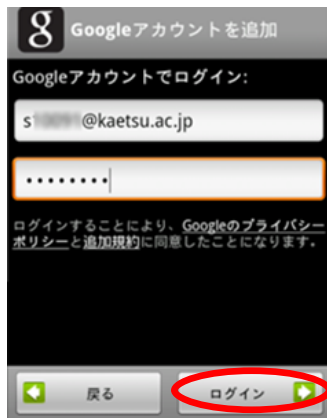 g Googleアカウントを追加
Googleアカウントでログイン:
s @kaetsu.ac.jp
••••••••
ログインすることにより、Googleのプライバシー
ポリシーと追加規約に同意したことになります。
戻る ログイン